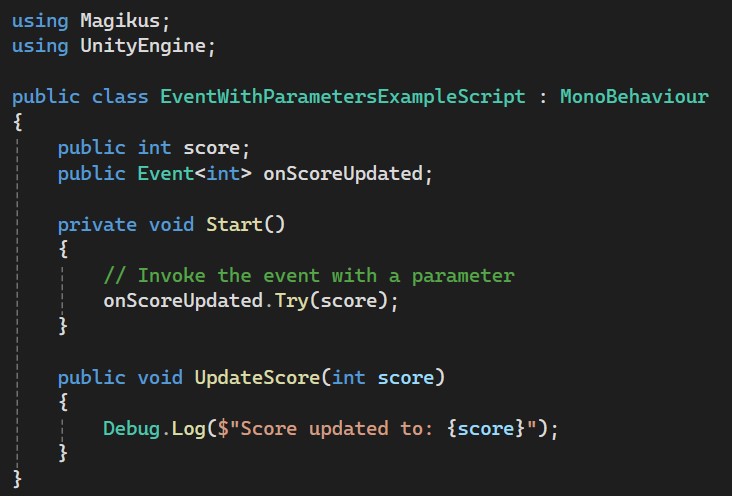 using Magikus;
using UnityEngine;
public class EventWithParametersExampleScript : MonoBehaviour
{
public int score;
public Event<int> onScoreUpdated;
private void Start()
{
// Invoke the event with a parameter
onScoreUpdated.Try(score);
}
public void UpdateScore(int score)
{
Debug.Log($"Score updated to: {score}");
}
}